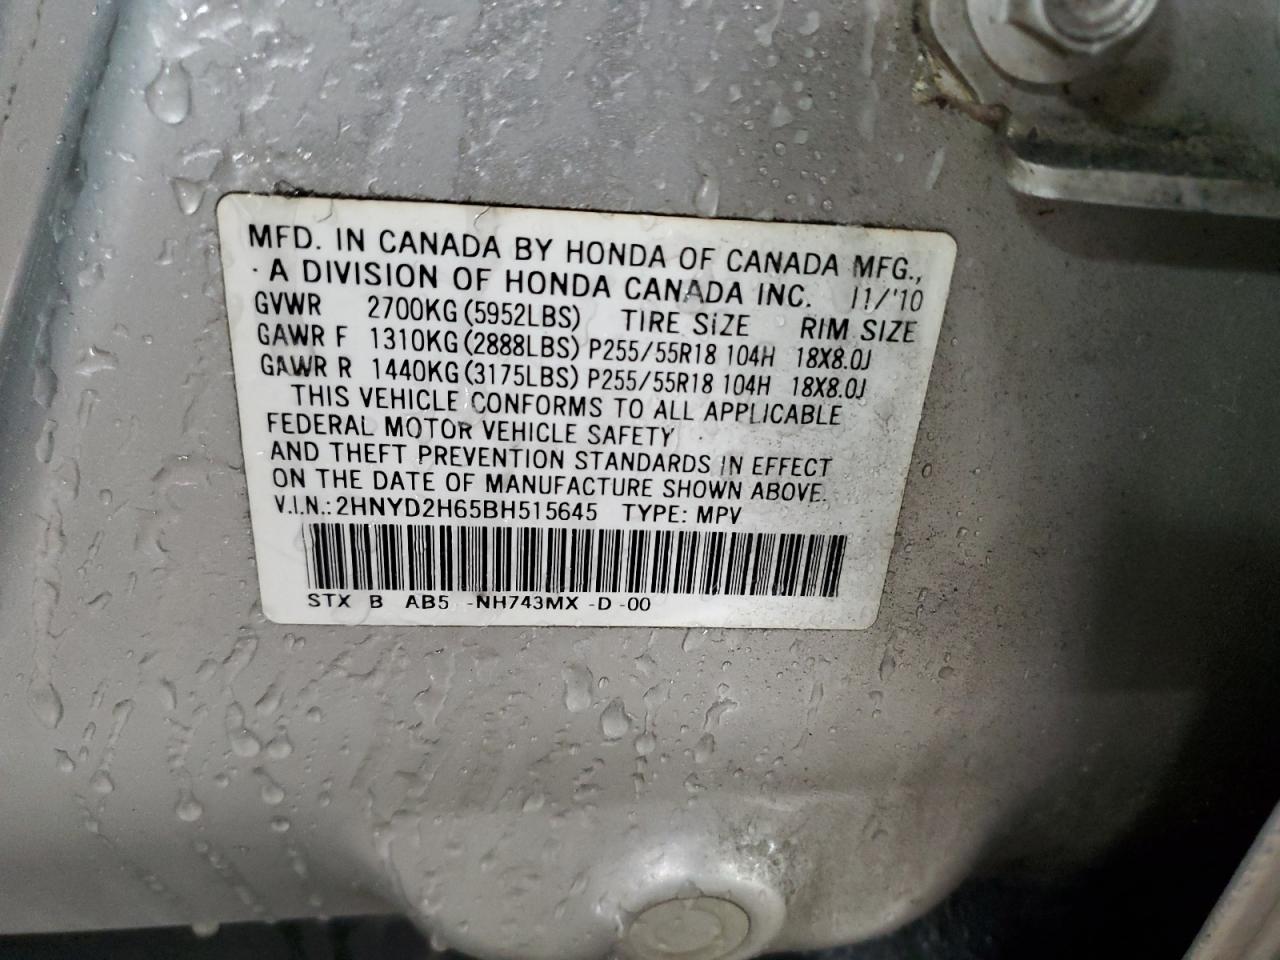 MFD. IN CANADA BY HONDA OF CANADA MFG.,
A DIVISION OF HONDA CANADA INC. 11/'10
GVWR 2700KG (5952LBS) TIRE SIZE RIM SIZE
GAWR F 1310KG (2888LBS) P255/55R18 104H 18X8.0J
GAWR R 1440KG (3175LBS) P255/55R18 104H 18X8.0J
THIS VEHICLE CONFORMS TO ALL APPLICABLE
FEDERAL MOTOR VEHICLE SAFETY
AND THEFT PREVENTION STANDARDS IN EFFECT
ON THE DATE OF MANUFACTURE SHOWN ABOVE.
V.I.N.: 2HNYD2H65BH515645 TYPE: MPV
STX B AB5 -NH743MX -D -00